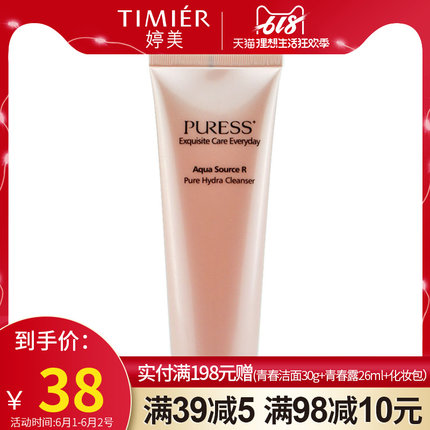 TIMIÉR
婷美
618
天猫理想生活狂欢季
PURESS
Exquisite Care Everyday
Aqua Source R
Pure Hydra Cleanser
到手价:
¥38
活动时间:6月1-6月2号
实付满198元赠(青春洁面30g+青春露26ml+化妆包)
满39减5 满98减10元